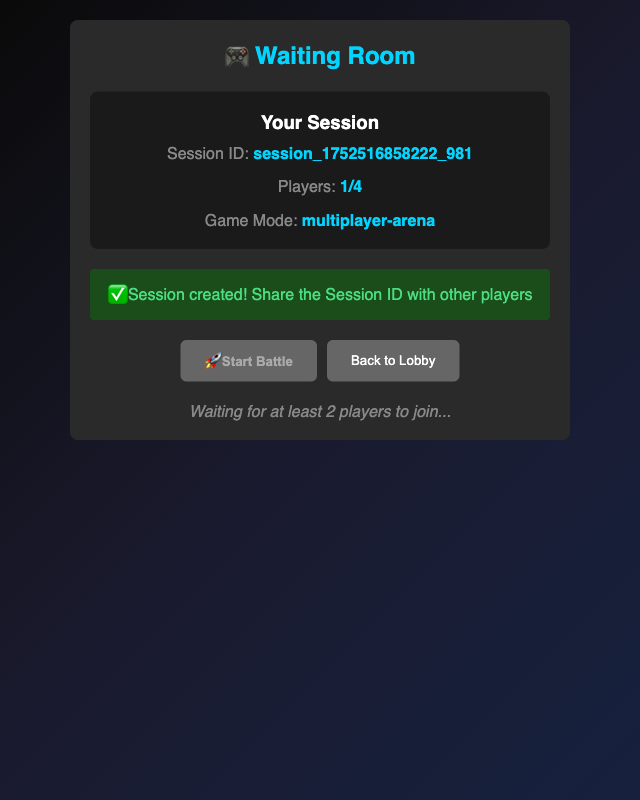 🎮 Waiting Room
Your Session
Session ID: session_1752516858222_981
Players: 1/4
Game Mode: multiplayer-arena
✅Session created! Share the Session ID with other players
🚀Start Battle
Back to Lobby
Waiting for at least 2 players to join...